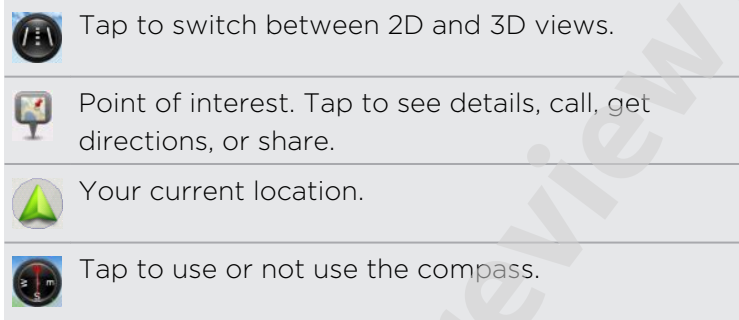 Tap to switch between 2D and 3D views.
Point of interest. Tap to see details, call, get
directions, or share.
Your current location.
Tap to use or not use the compass.